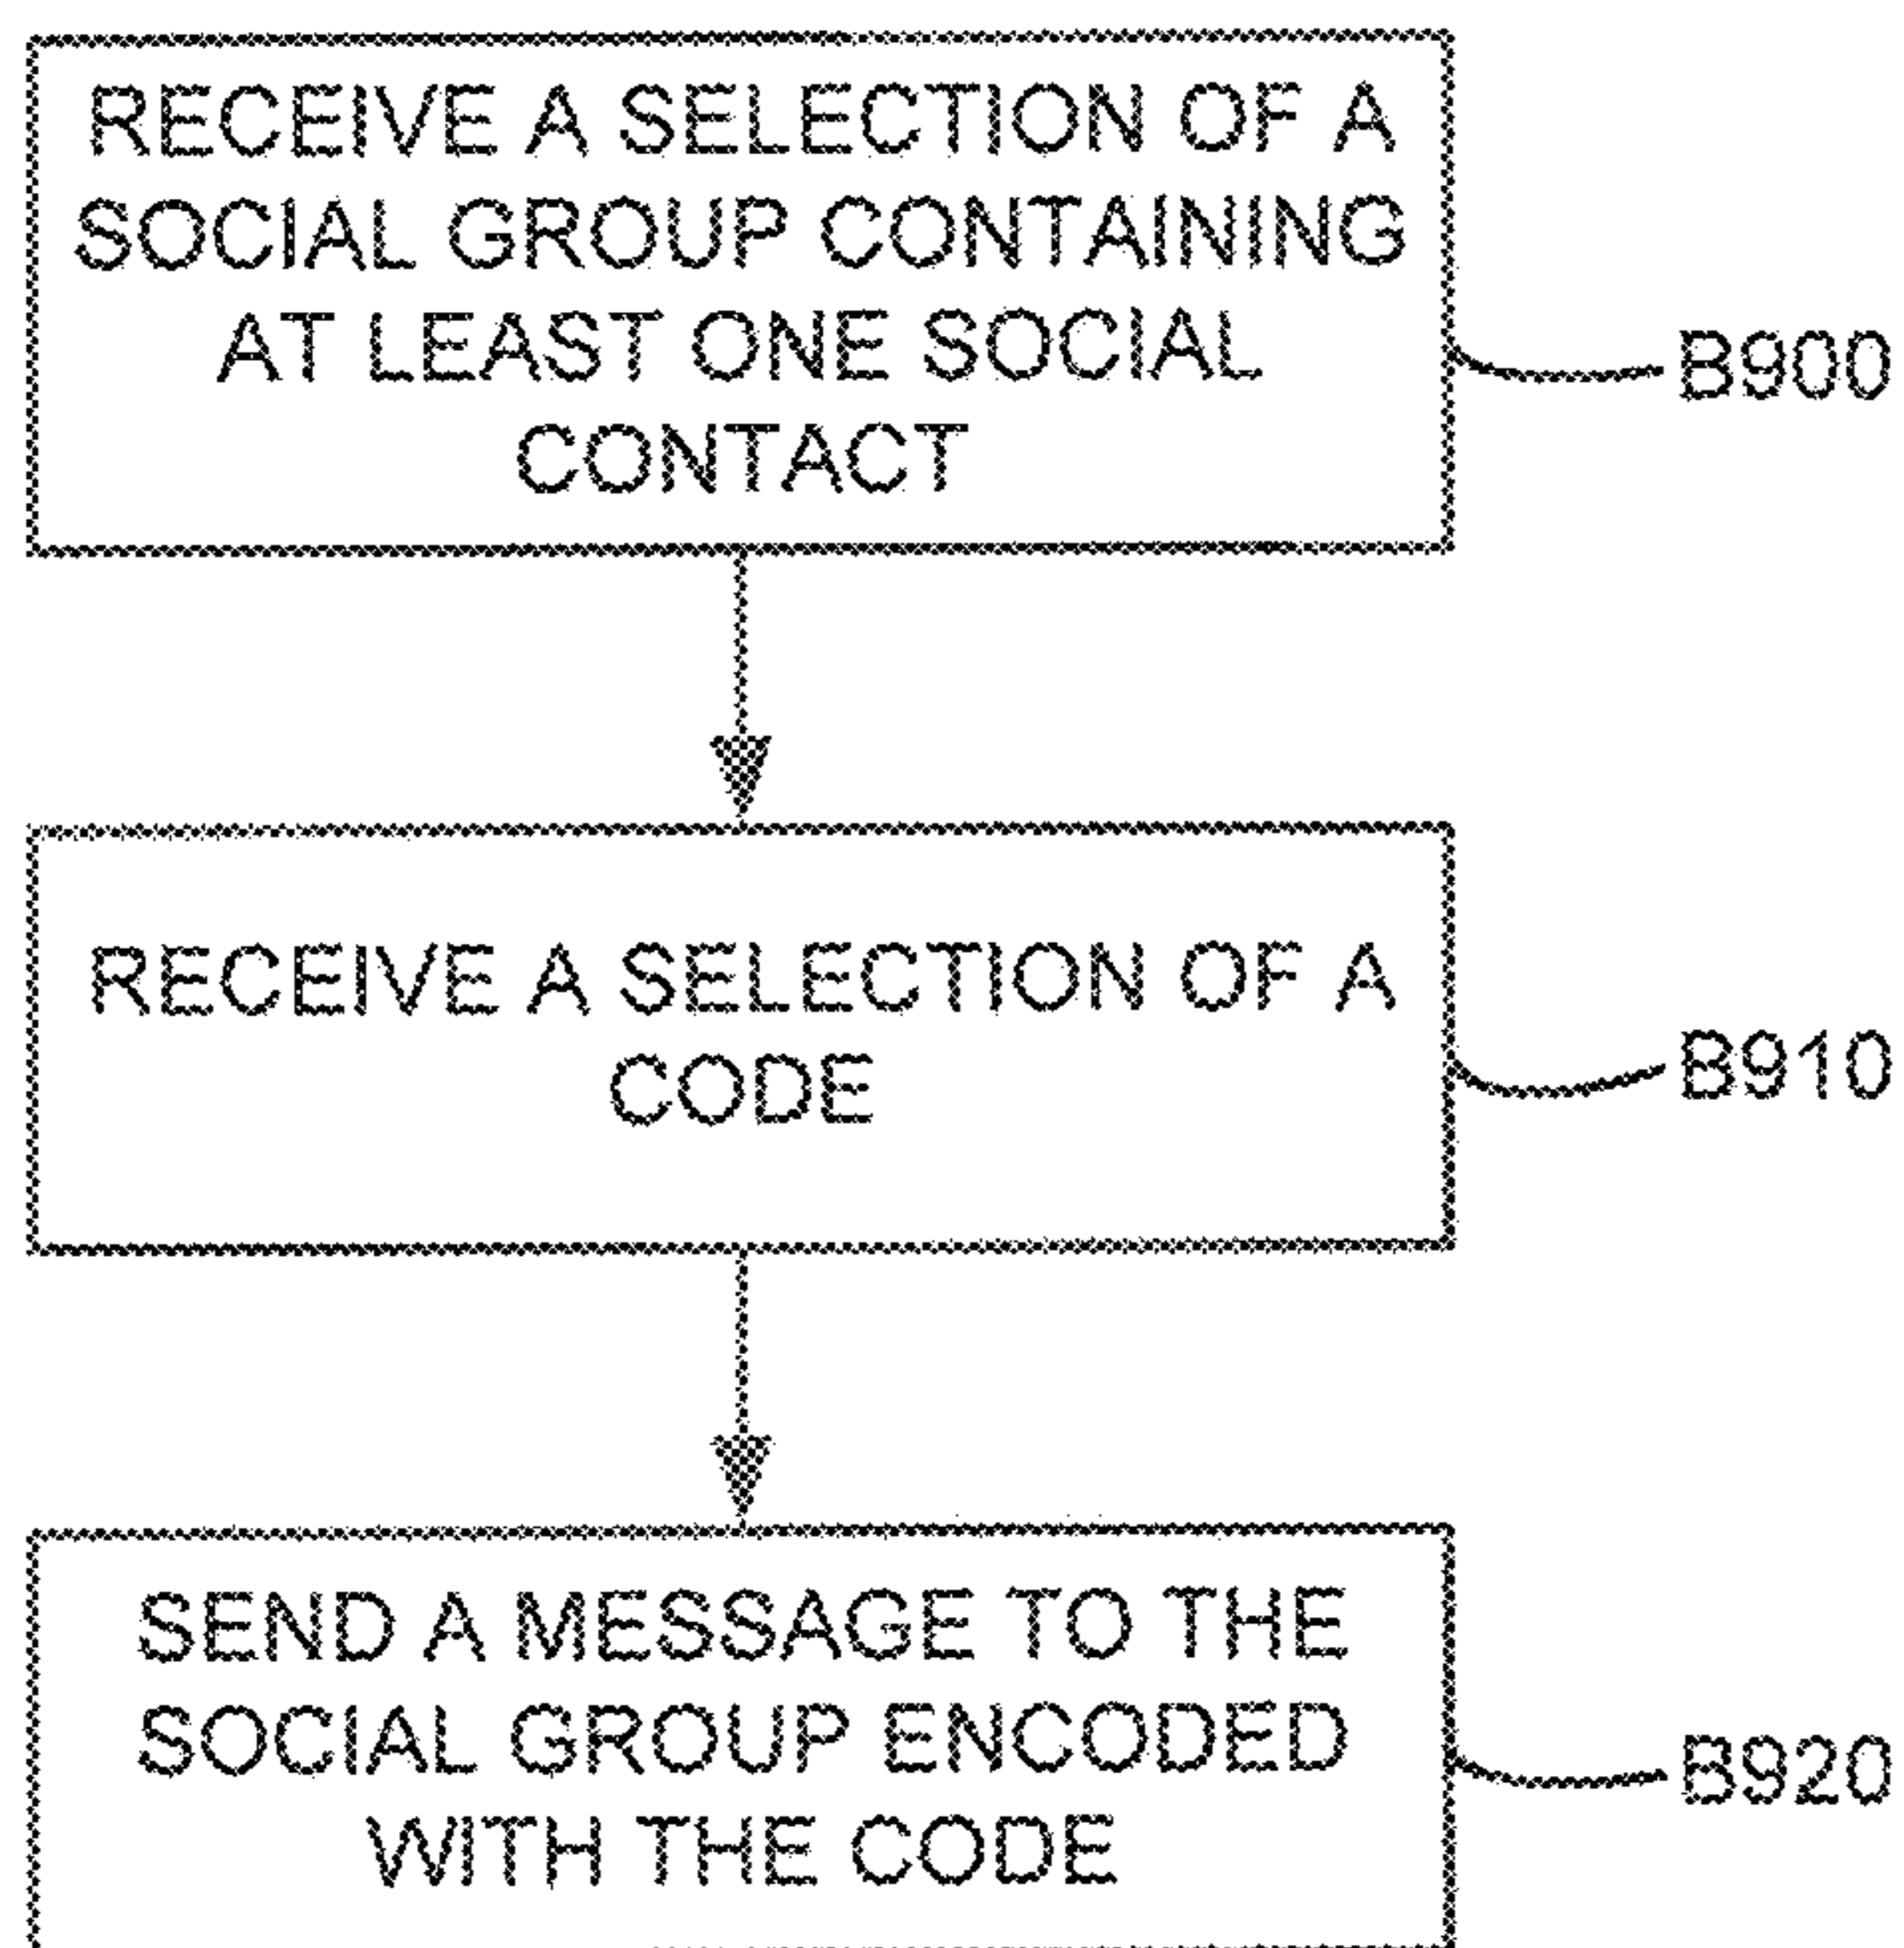 RECEIVE A SELECTION OF A
SOCIAL GROUP CONTAINING
AT LEAST ONE SOCIAL
CONTACT
B900
RECEIVE A SELECTION OF A
CODE
B910
SEND A MESSAGE TO THE
SOCIAL GROUP ENCODED
WITH THE CODE
B920